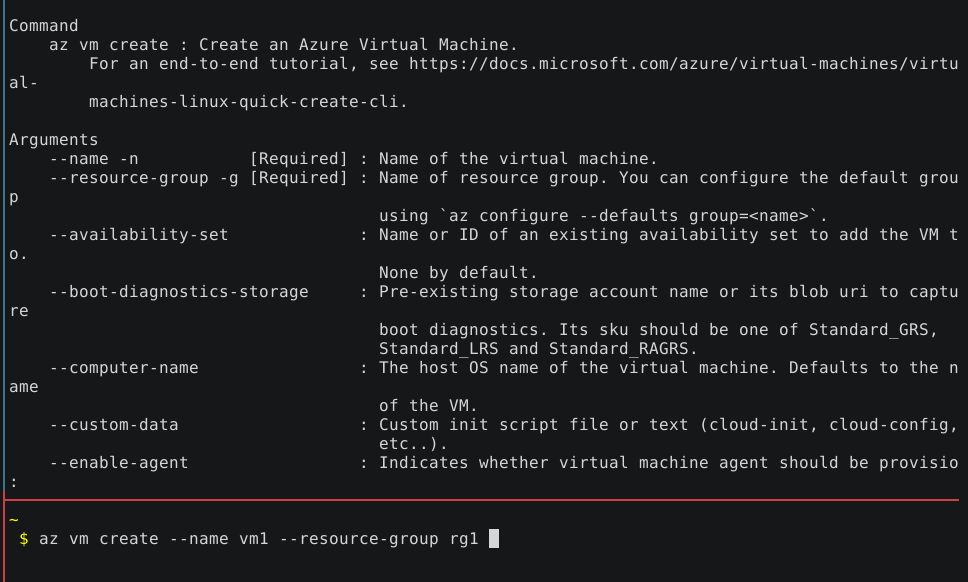 Command
    az vm create : Create an Azure Virtual Machine.
        For an end-to-end tutorial, see https://docs.microsoft.com/azure/virtual-machines/virtu
al-
        machines-linux-quick-create-cli.

Arguments
    --name -n           [Required] : Name of the virtual machine.
    --resource-group -g [Required] : Name of resource group. You can configure the default grou
p
                                     using `az configure --defaults group=<name>`.
    --availability-set             : Name or ID of an existing availability set to add the VM t
o.
                                     None by default.
    --boot-diagnostics-storage     : Pre-existing storage account name or its blob uri to captu
re
                                     boot diagnostics. Its sku should be one of Standard_GRS,
                                     Standard_LRS and Standard_RAGRS.
    --computer-name                : The host OS name of the virtual machine. Defaults to the n
ame
                                     of the VM.
    --custom-data                  : Custom init script file or text (cloud-init, cloud-config,
                                     etc..).
    --enable-agent                 : Indicates whether virtual machine agent should be provisio
:
~
 $ az vm create --name vm1 --resource-group rg1